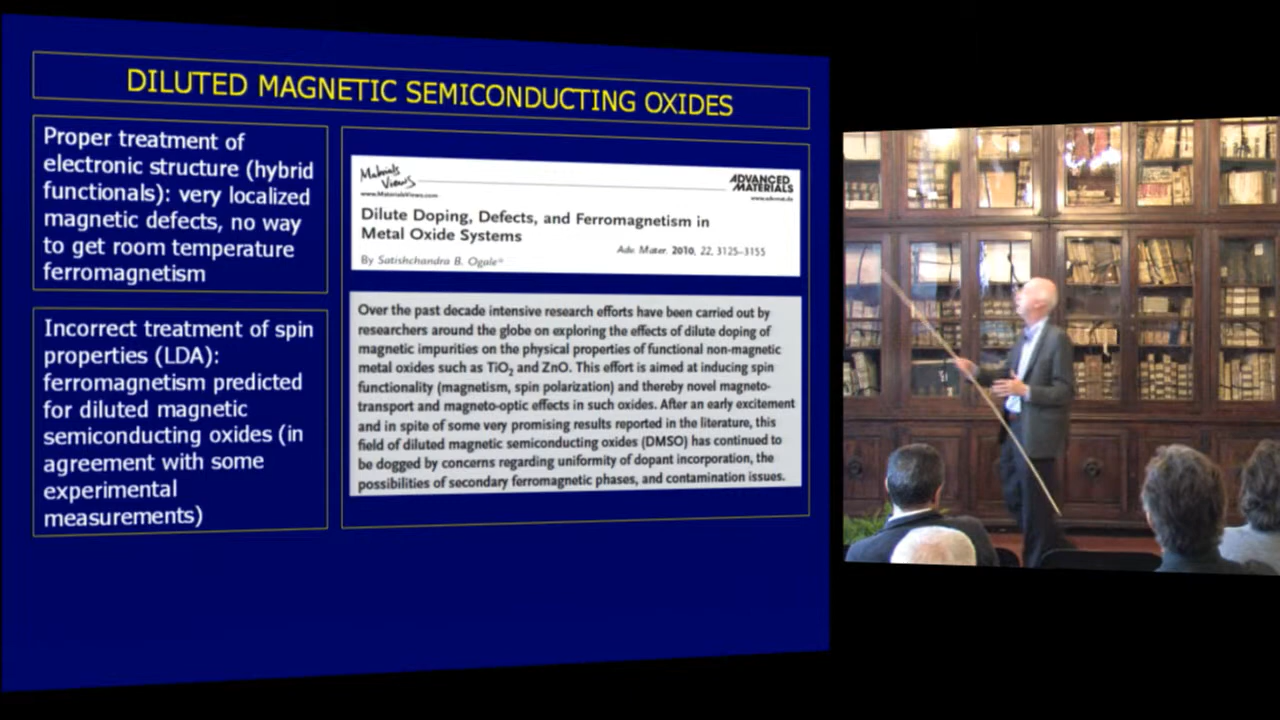 DILUTED MAGNETIC SEMICONDUCTING OXIDES
Proper treatment of
electronic structure (hybrid
functionals): very localized
magnetic defects, no way
to get room temperature
ferromagnetism
Incorrect treatment of spin
properties (LDA):
ferromagnetism predicted
for diluted magnetic
semiconducting oxides (in
agreement with some
experimental
measurements)
Materials
Views
www.MaterialsViews.com
ADVANCED
MATERIALS
www.advmat.de
Dilute Doping, Defects, and Ferromagnetism in
Metal Oxide Systems
Adv. Mater. 2010, 22, 3125–3155
By Satishchandra B. Ogale*
Over the past decade intensive research efforts have been carried out by
researchers around the globe on exploring the effects of dilute doping of
magnetic impurities on the physical properties of functional non-magnetic
metal oxides such as TiO₂ and ZnO. This effort is aimed at inducing spin
functionality (magnetism, spin polarization) and thereby novel magneto-
transport and magneto-optic effects in such oxides. After an early excitement
and in spite of some very promising results reported in the literature, this
field of diluted magnetic semiconducting oxides (DMSO) has continued to
be dogged by concerns regarding uniformity of dopant incorporation, the
possibilities of secondary ferromagnetic phases, and contamination issues.